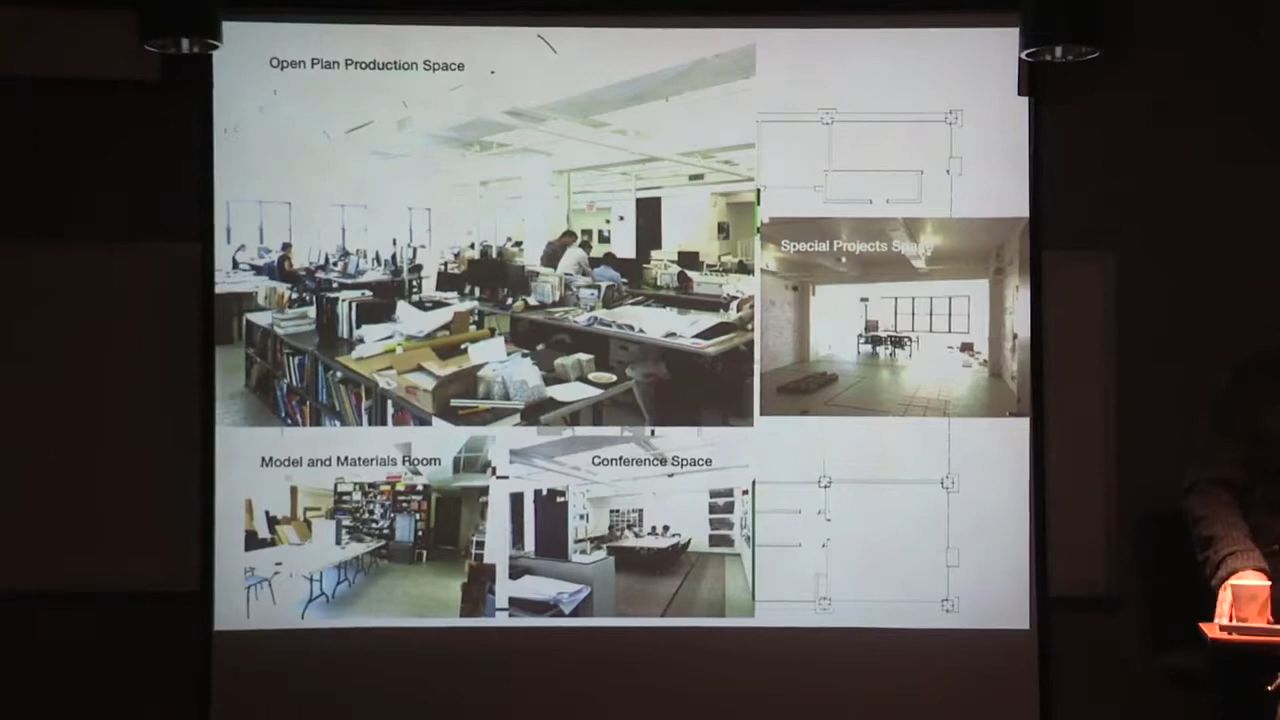 Open Plan Production Space
Special Projects Space
Model and Materials Room
Conference Space